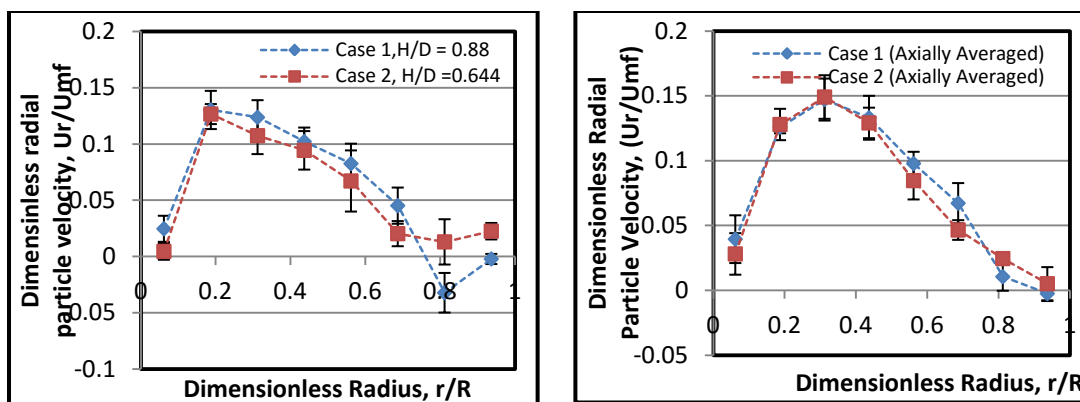 Dimensinless radial
particle velocity, Ur/Umf
0.2
0.15
0.1
0.05
0
-0.05
-0.1
0
0.2
0.4
0.6
0.8
1
Case 1,H/D = 0.88
Case 2, H/D =0.644
Dimensionless Radius, r/R
Dimensionless Radial
Particle Velocity, (Ur/Umf)
0.2
0.15
0.1
0.05
0
-0.05
0
0.2
0.4
0.6
0.8
1
Case 1 (Axially Averaged)
Case 2 (Axially Averaged)
Dimensionless Radius, r/R